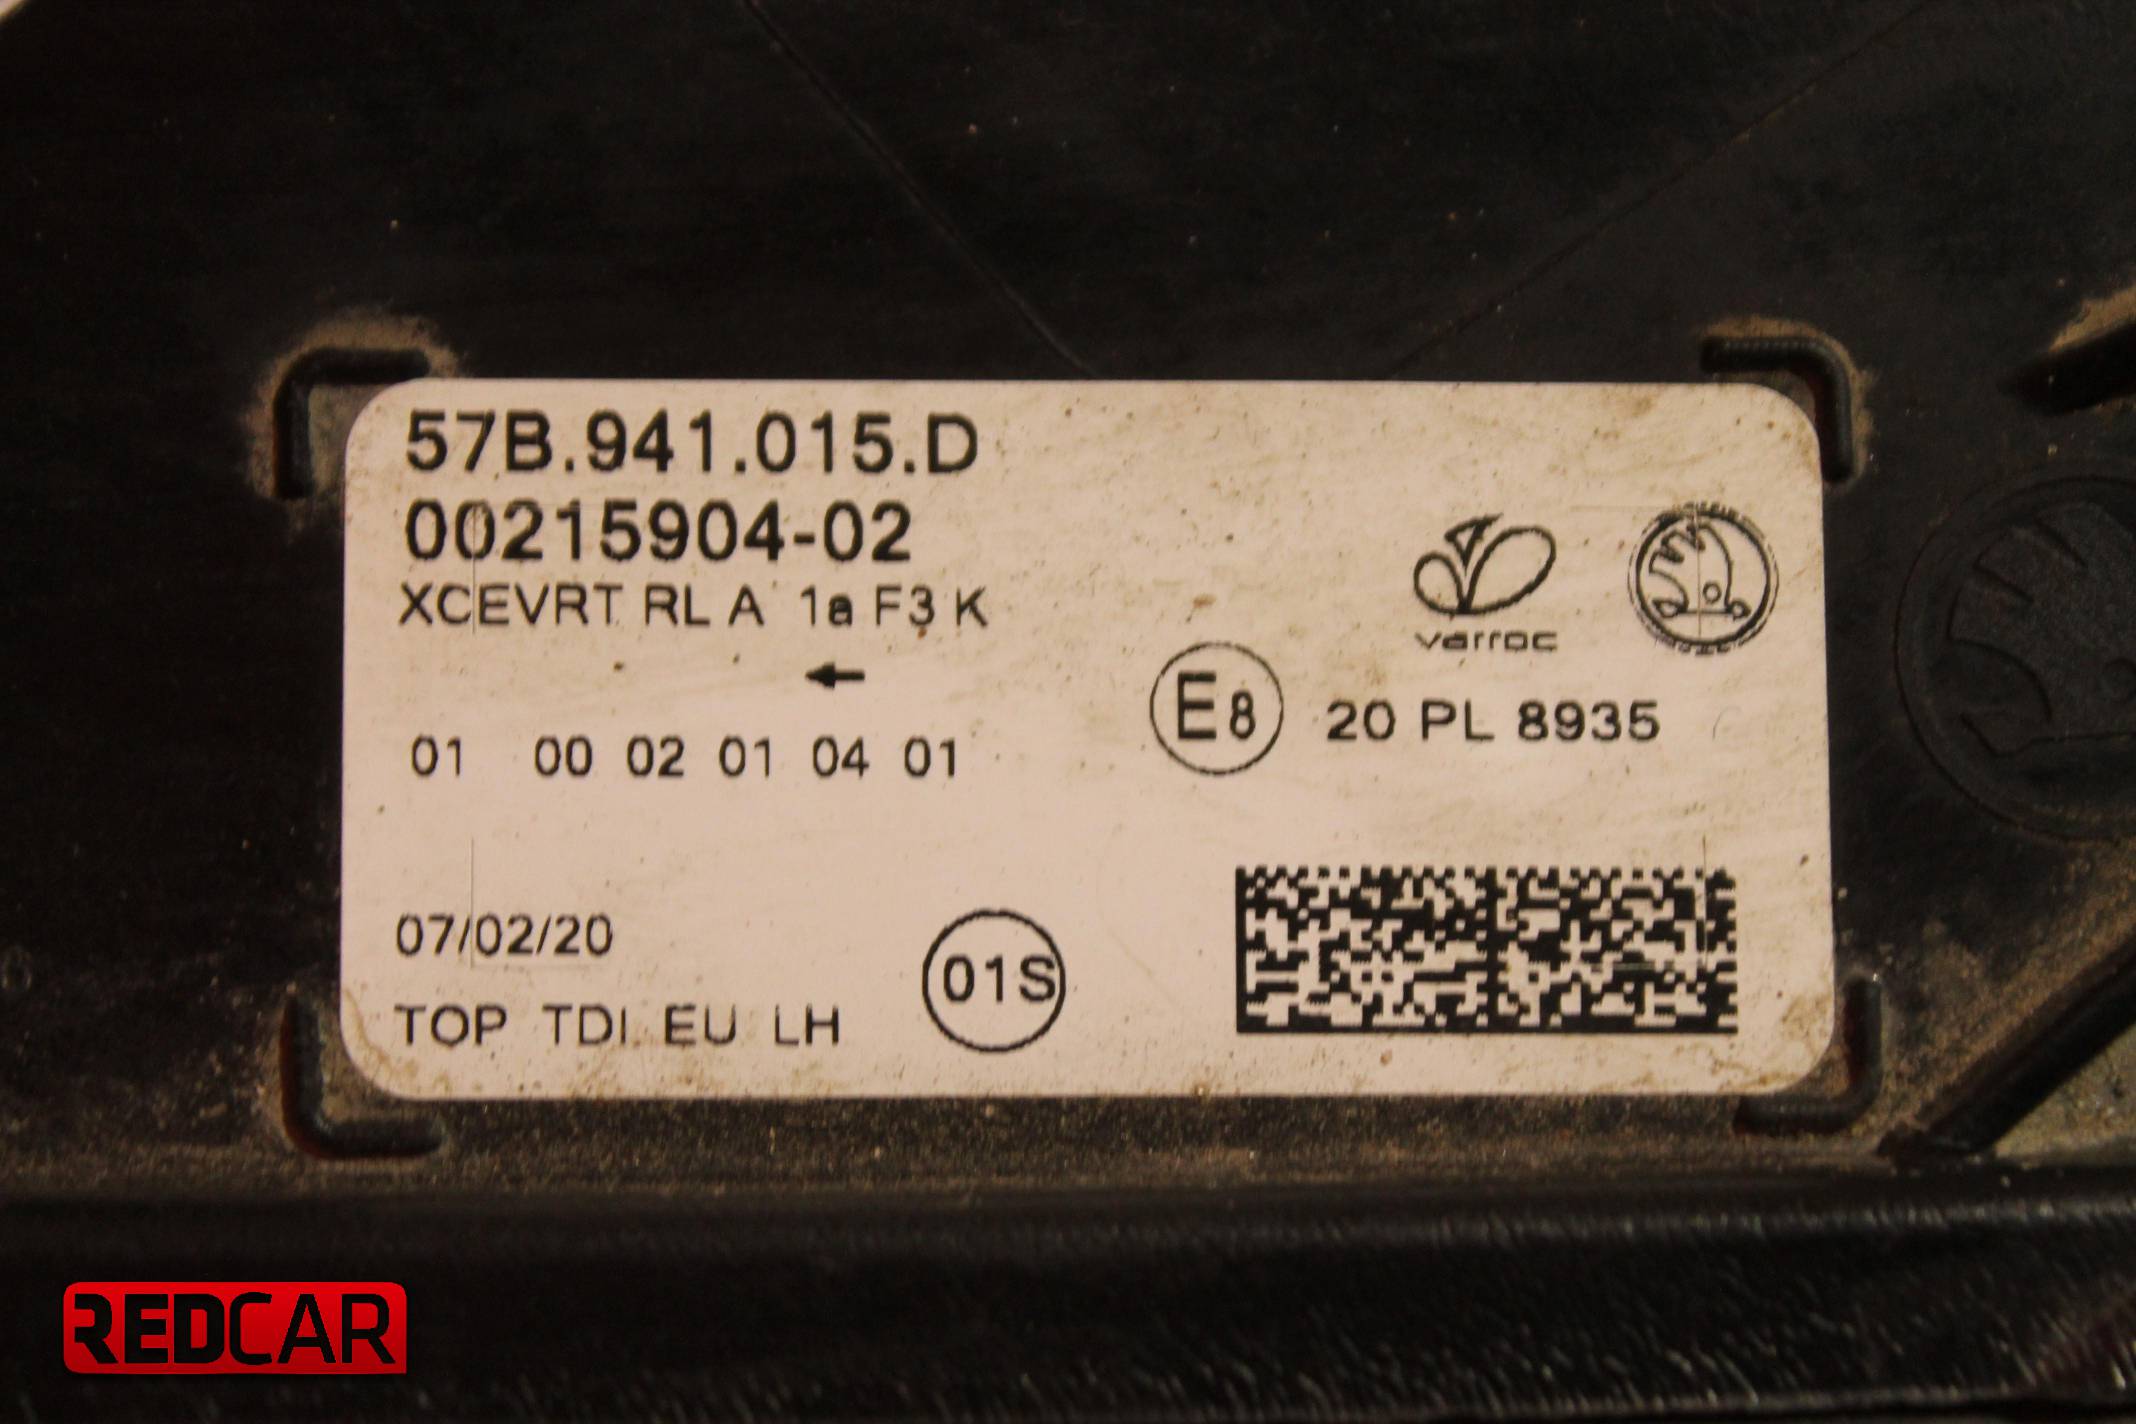 57B.941.015.D
00215904-02
XCEVRT RL A 1a F3 K
01 00 02 01 04 01
varroc
E8 20 PL 8935
07/02/20
01S
TOP TDI EU LH
REDCAR